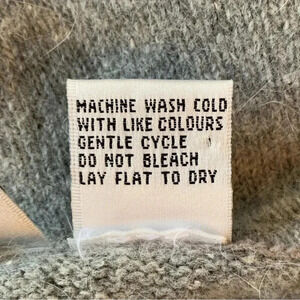 MACHINE WASH COLD
WITH LIKE COLOURS
GENTLE CYCLE
DO NOT BLEACH
LAY FLAT TO DRY